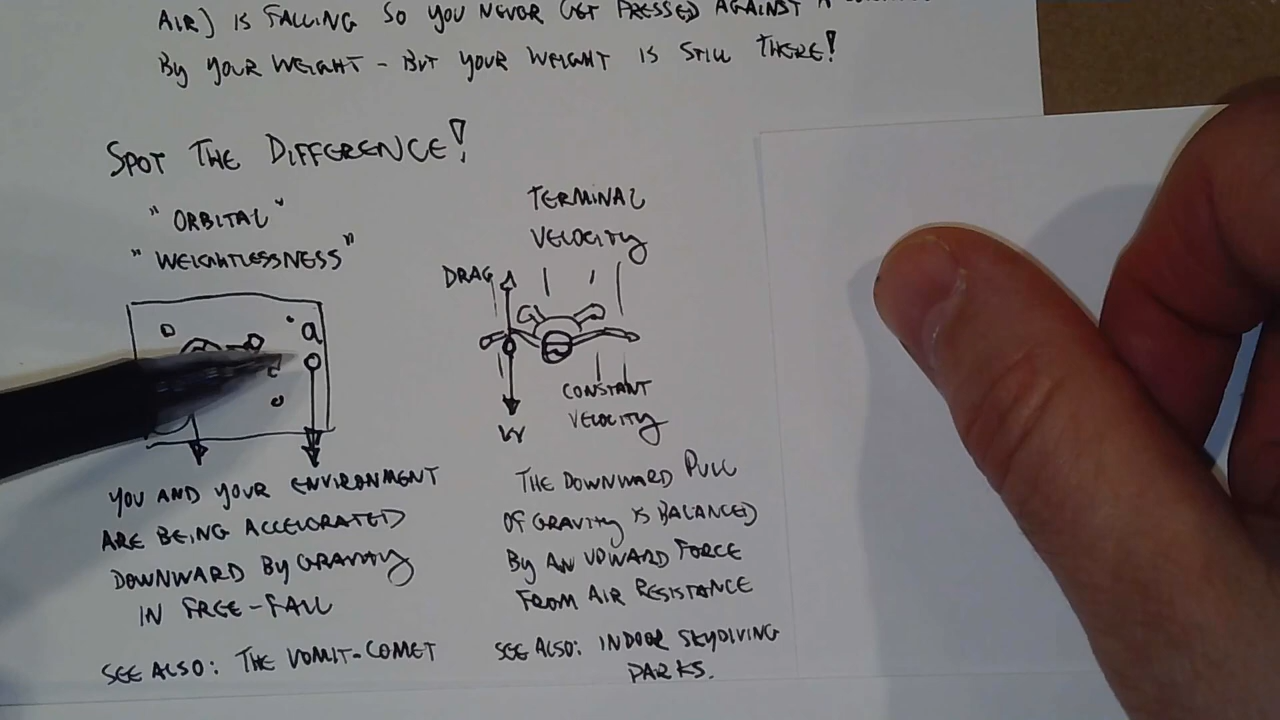 AIR) IS FALLING SO YOU NEVER GET PRESSED AGAINST A
BY YOUR WEIGHT - BUT YOUR WEIGHT IS STILL THERE!
SPOT THE DIFFERENCE!
"ORBITAL"
"WEIGHTLESSNESS"
a
YOU AND YOUR ENVIRONMENT
ARE BEING ACCELORATED
DOWNWARD BY GRAVITY
IN FREE-FALL
SEE ALSO: THE VOMIT-COMET
TERMINAL
VELOCITY
DRAG
CONSTANT
VELOCITY
W
THE DOWNWARD PULL
OF GRAVITY IS BALANCED
BY AN UPWARD FORCE
FROM AIR RESISTANCE
SEE ALSO: INDOOR SKYDIVING
PARKS.